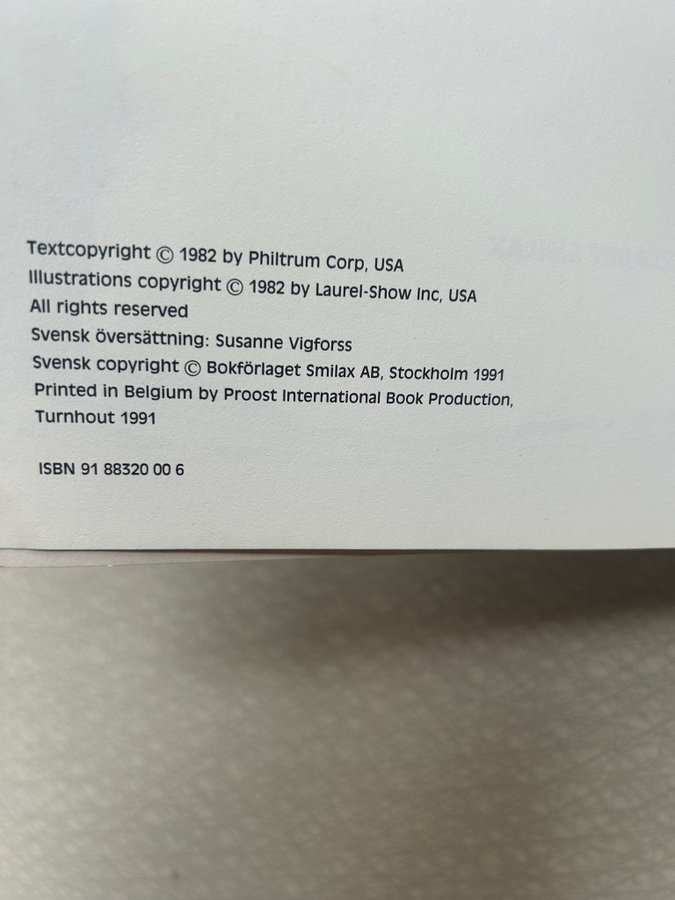 Textcopyright © 1982 by Philtrum Corp, USA
Illustrations copyright © 1982 by Laurel-Show Inc, USA
All rights reserved
Svensk översättning: Susanne Vigforss
Svensk copyright © Bokförlaget Smilax AB, Stockholm 1991
Printed in Belgium by Proost International Book Production,
Turnhout 1991
ISBN 91 88320 00 6